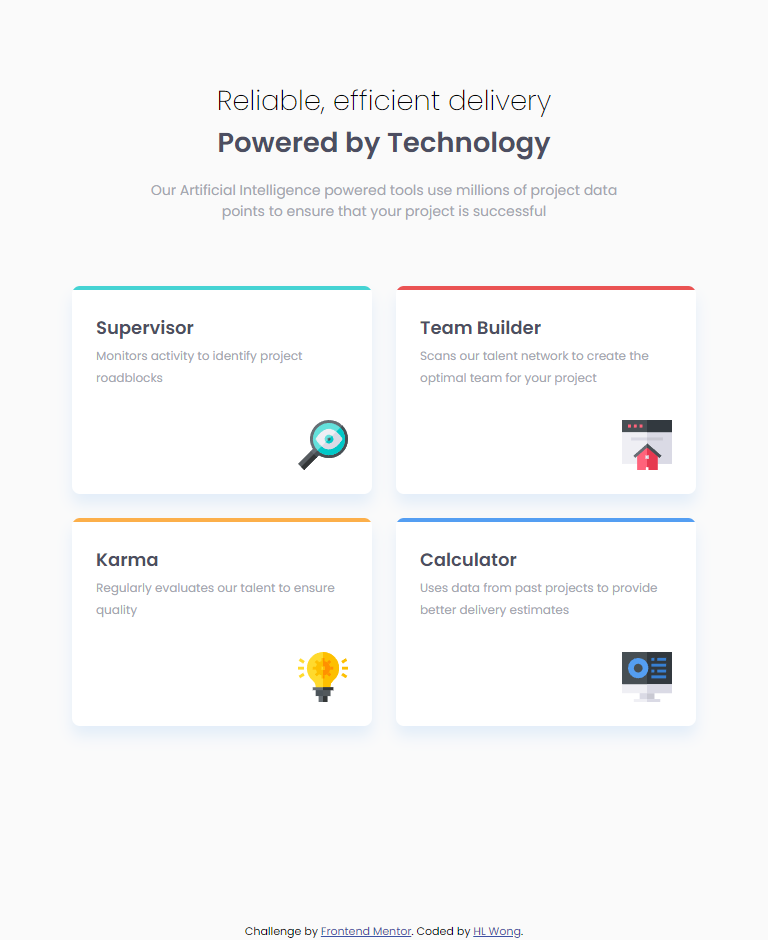 Reliable, efficient delivery
Powered by Technology
Our Artificial Intelligence powered tools use millions of project data
points to ensure that your project is successful
Supervisor
Monitors activity to identify project
roadblocks
Team Builder
Scans our talent network to create the
optimal team for your project
Karma
Regularly evaluates our talent to ensure
quality
Calculator
Uses data from past projects to provide
better delivery estimates
Challenge by Frontend Mentor. Coded by HL Wong.